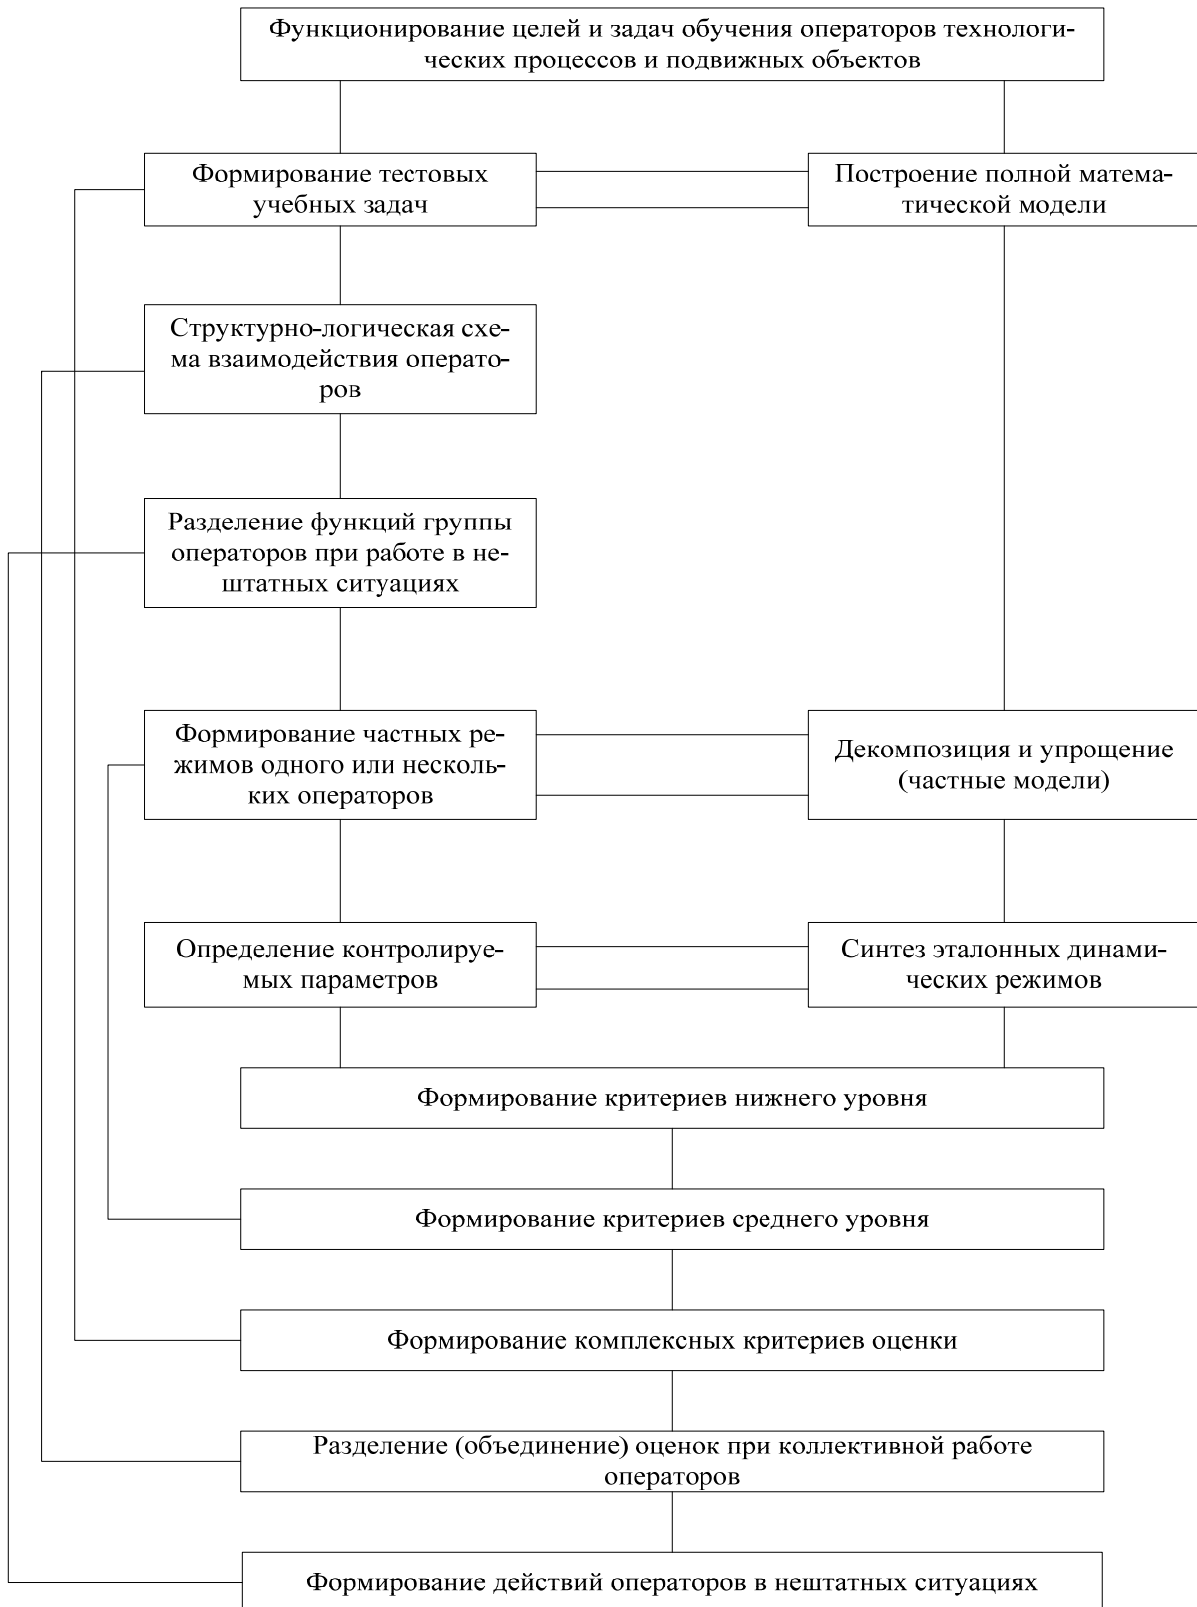 Функционирование целей и задач обучения операторов технологи-
ческих процессов и подвижных объектов
Формирование тестовых
учебных задач
Построение полной матема-
тической модели
Структурно-логическая схе-
ма взаимодействия операто-
ров
Разделение функций группы
операторов при работе в не-
штатных ситуациях
Формирование частных ре-
жимов одного или несколь-
ких операторов
Декомпозиция и упрощение
(частные модели)
Определение контролируе-
мых параметров
Синтез эталонных динами-
ческих режимов
Формирование критериев нижнего уровня
Формирование критериев среднего уровня
Формирование комплексных критериев оценки
Разделение (объединение) оценок при коллективной работе
операторов
Формирование действий операторов в нештатных ситуациях